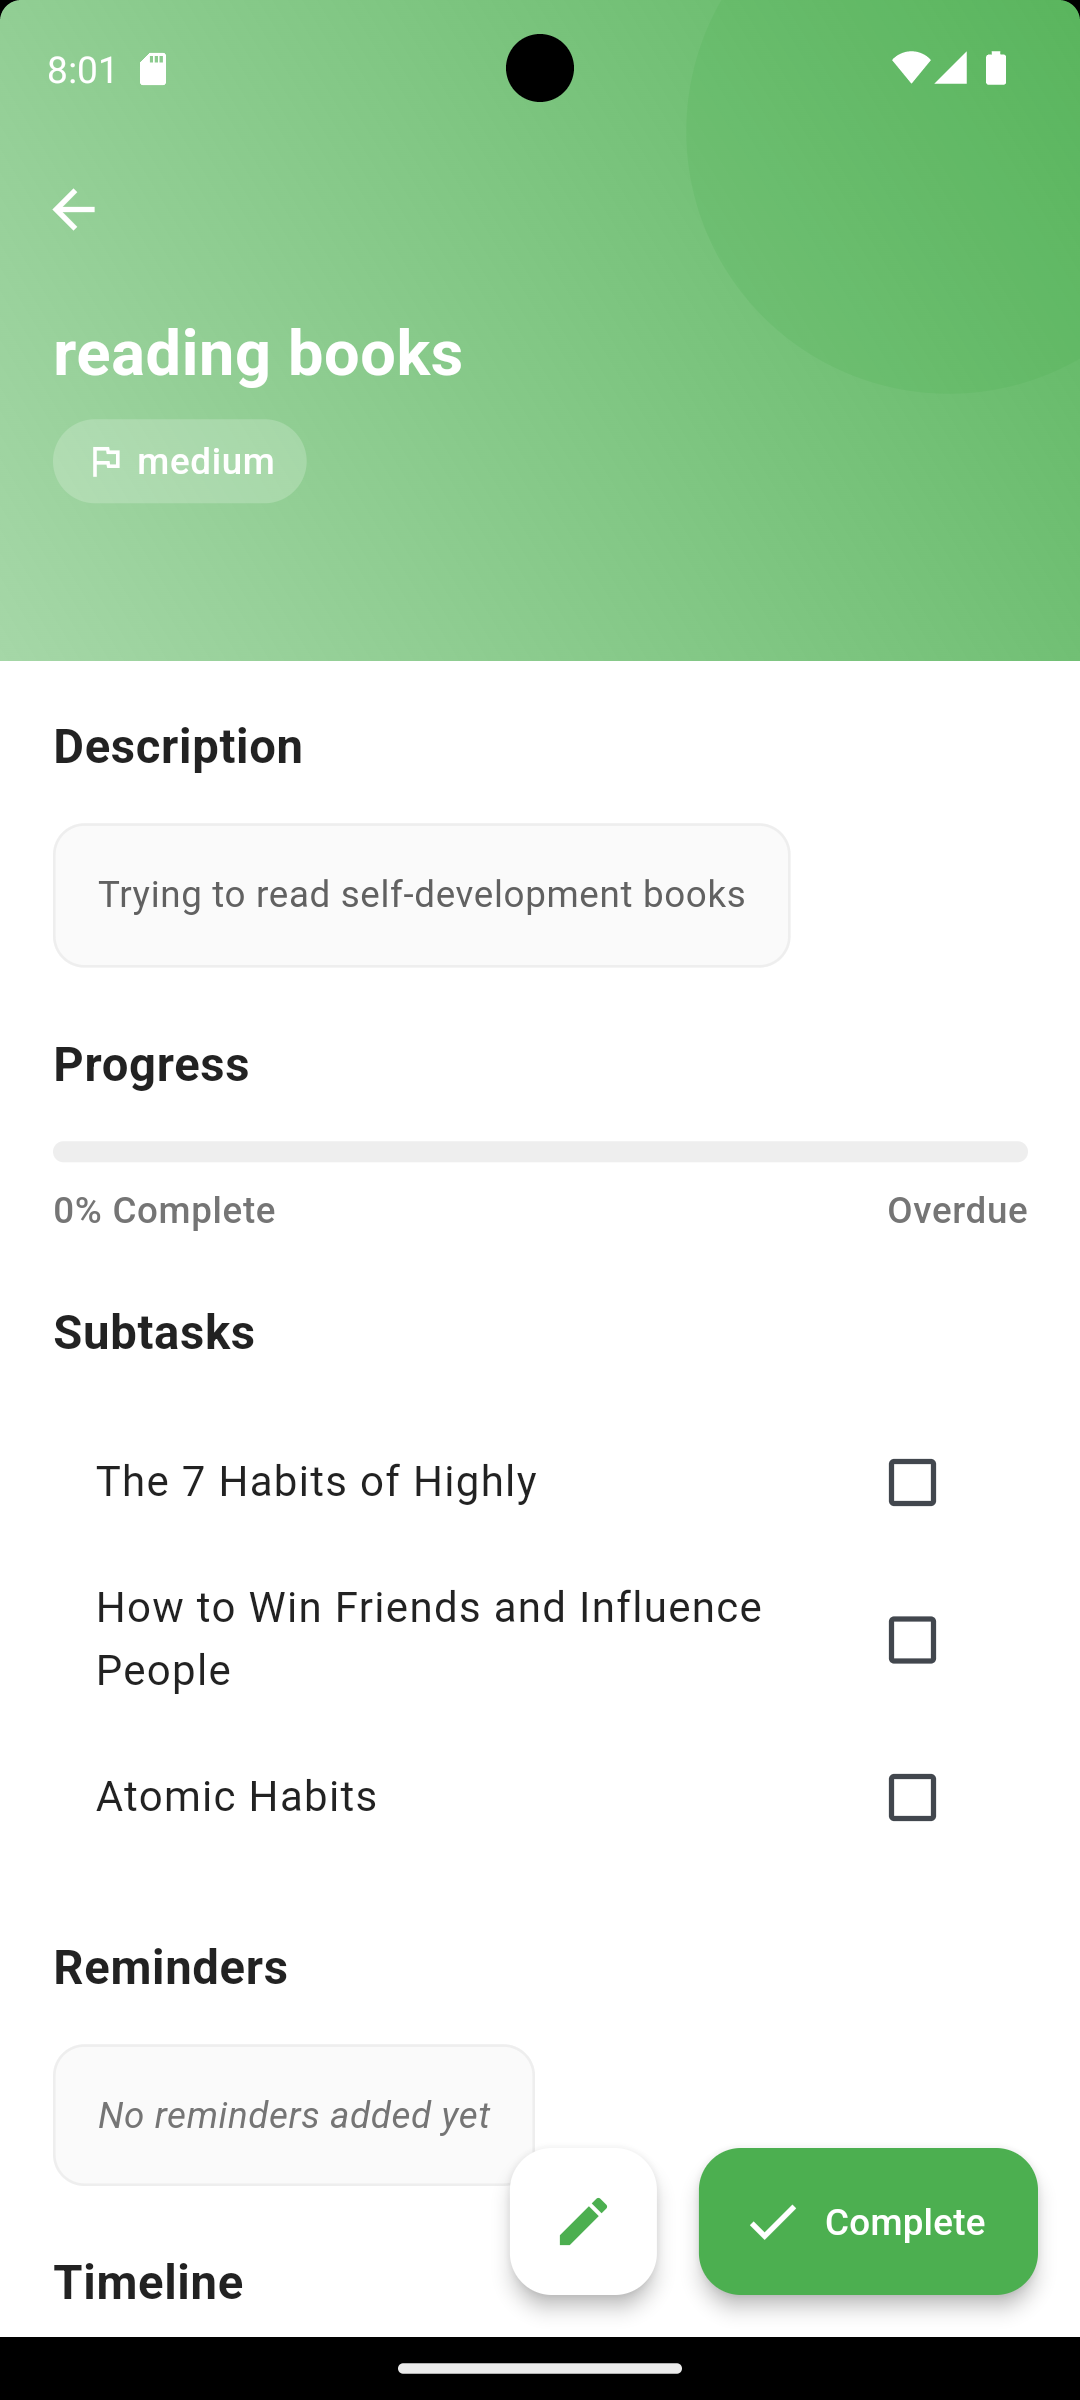 8:01
reading books
medium
Description
Trying to read self-development books
Progress
0% Complete
Overdue
Subtasks
The 7 Habits of Highly
How to Win Friends and Influence
People
Atomic Habits
Reminders
No reminders added yet
Complete
Timeline